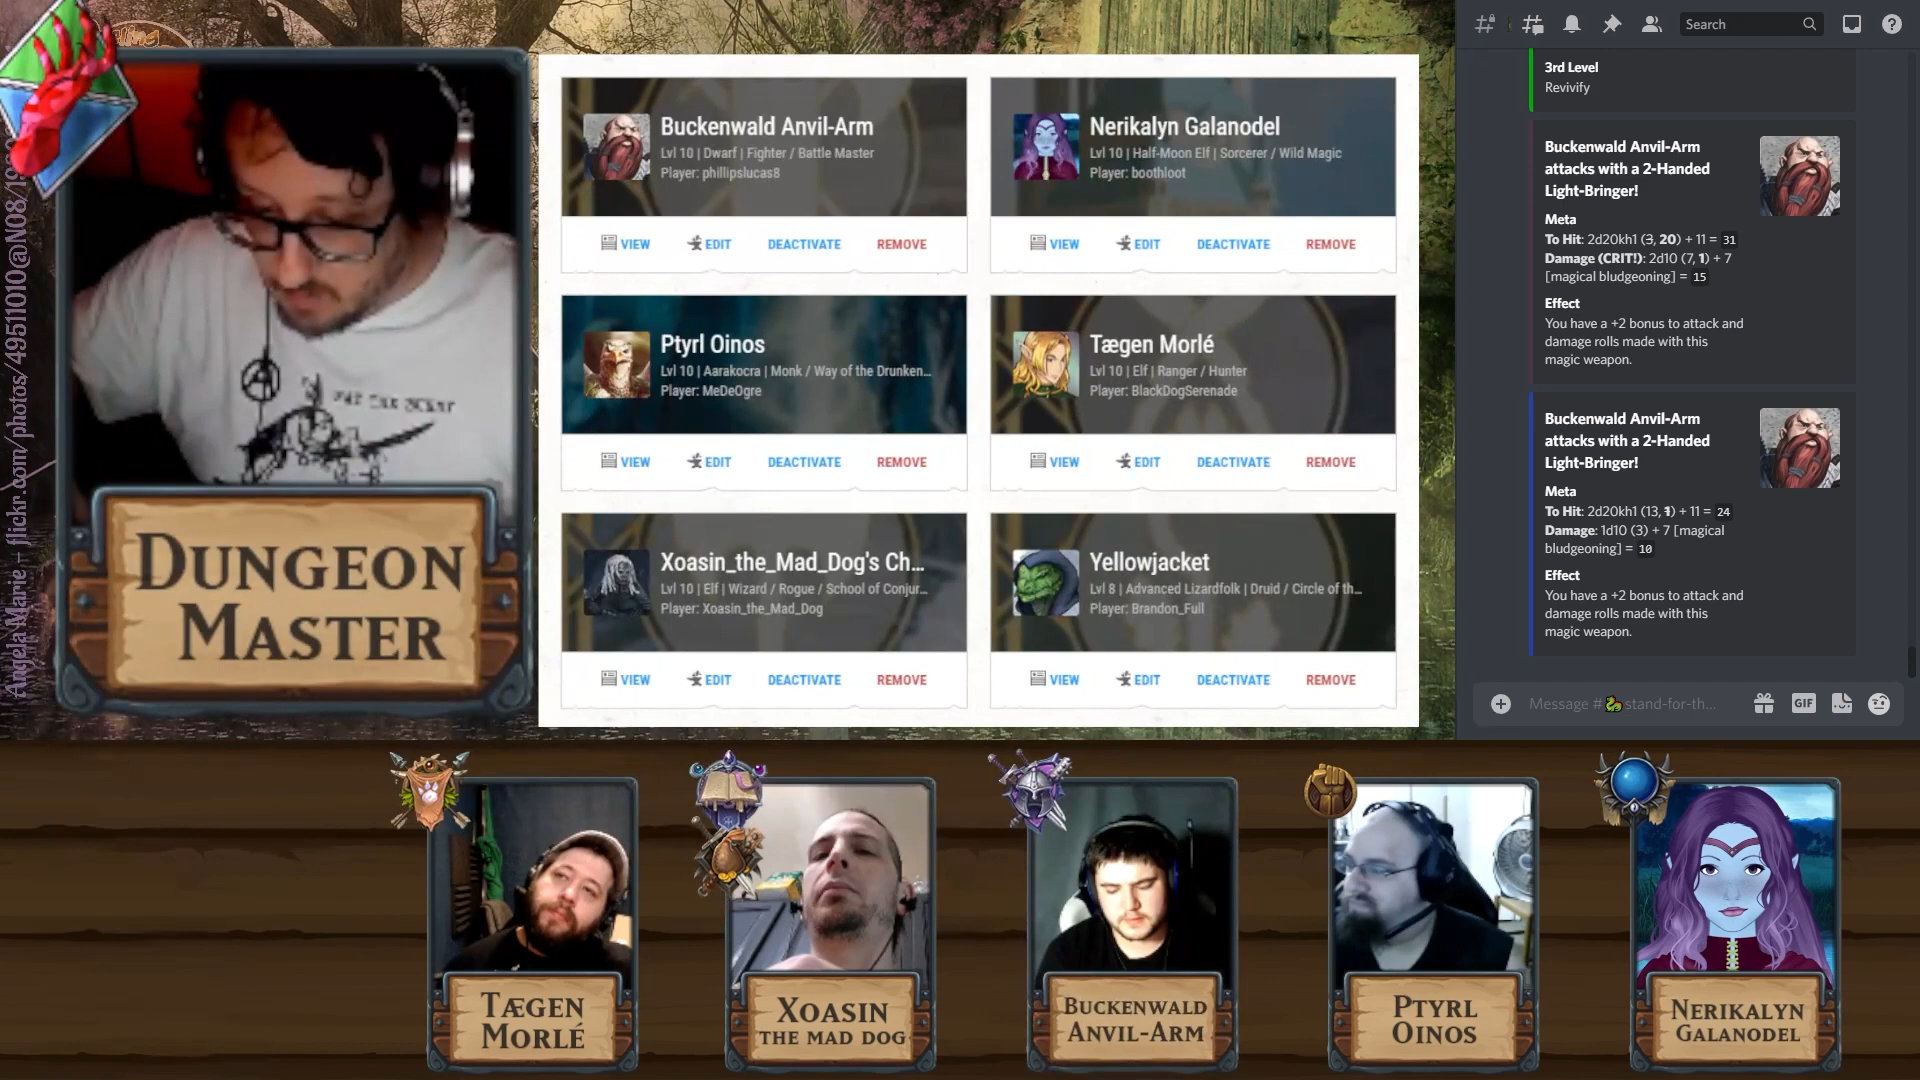 Angela Marie – flickr.com/photos/49511010@N08/1
DUNGEON
MASTER
Buckenwald Anvil-Arm
Lvl 10 | Dwarf | Fighter / Battle Master
Player: phillipslucas8
VIEW EDIT DEACTIVATE REMOVE
Nerikalyn Galanodel
Lvl 10 | Half-Moon Elf | Sorcerer / Wild Magic
Player: boothloot
VIEW EDIT DEACTIVATE REMOVE
Ptyrl Oinos
Lvl 10 | Aarakocra | Monk / Way of the Drunken...
Player: MeDeOgre
VIEW EDIT DEACTIVATE REMOVE
Tægen Morlé
Lvl 10 | Elf | Ranger / Hunter
Player: BlackDogSerenade
VIEW EDIT DEACTIVATE REMOVE
Xoasin_the_Mad_Dog's Ch...
Lvl 10 | Elf | Wizard / Rogue / School of Conjur...
Player: Xoasin_the_Mad_Dog
VIEW EDIT DEACTIVATE REMOVE
Yellowjacket
Lvl 8 | Advanced Lizardfolk | Druid / Circle of th...
Player: Brandon_Full
VIEW EDIT DEACTIVATE REMOVE
Search
3rd Level
Revivify
Buckenwald Anvil-Arm
attacks with a 2-Handed
Light-Bringer!
Meta
To Hit: 2d20kh1 (3, 20) + 11 = 31
Damage (CRIT!): 2d10 (7, 1) + 7
[magical bludgeoning] = 15
Effect
You have a +2 bonus to attack and
damage rolls made with this
magic weapon.
Buckenwald Anvil-Arm
attacks with a 2-Handed
Light-Bringer!
Meta
To Hit: 2d20kh1 (13, 1) + 11 = 24
Damage: 1d10 (3) + 7 [magical
bludgeoning] = 10
Effect
You have a +2 bonus to attack and
damage rolls made with this
magic weapon.
Message #🐍stand-for-th...
GIF
TÆGEN
MORLÉ
XOASIN
THE MAD DOG
BUCKENWALD
ANVIL-ARM
PTYRL
OINOS
NERIKALYN
GALANODEL